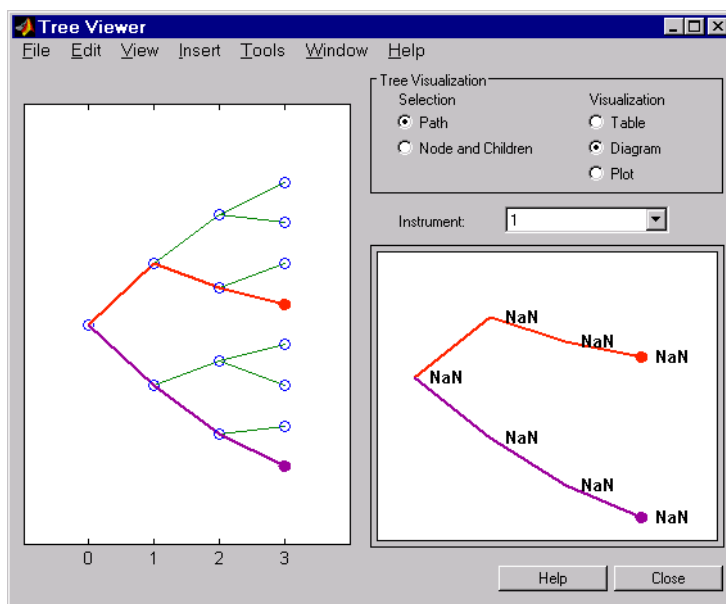 Tree Viewer
File Edit View Insert Tools Window Help
Tree Visualization
Selection
Path
Node and Children
Visualization
Table
Diagram
Plot
Instrument:
1
0 1 2 3
NaN
NaN
NaN
NaN
NaN
NaN
NaN
Help
Close